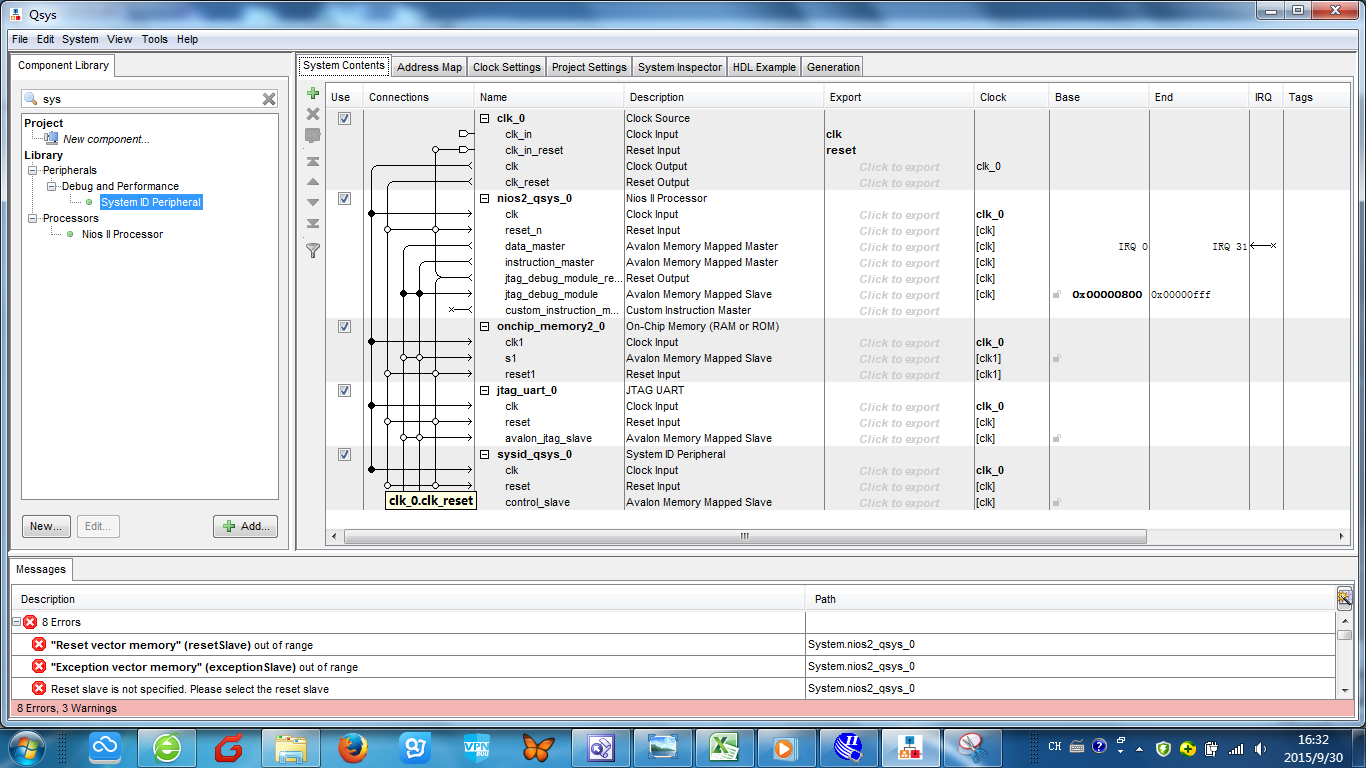 Qsys
File Edit System View Tools Help
Component Library
sys
Project
New component...
Library
Peripherals
Debug and Performance
System ID Peripheral
Processors
Nios II Processor
New... Edit... Add...
System Contents Address Map Clock Settings Project Settings System Inspector HDL Example Generation
Use Connections Name Description Export Clock Base End IRQ Tags
clk_0 Clock Source
clk_in Clock Input clk
clk_in_reset Reset Input reset
clk Clock Output Click to export clk_0
clk_reset Reset Output Click to export
nios2_qsys_0 Nios II Processor
clk Clock Input Click to export clk_0
reset_n Reset Input Click to export [clk]
data_master Avalon Memory Mapped Master Click to export [clk] IRQ 0 IRQ 31
instruction_master Avalon Memory Mapped Master Click to export [clk]
jtag_debug_module_re... Reset Output Click to export [clk]
jtag_debug_module Avalon Memory Mapped Slave Click to export [clk] 0x00000800 0x00000fff
custom_instruction_m... Custom Instruction Master Click to export
onchip_memory2_0 On-Chip Memory (RAM or ROM)
clk1 Clock Input Click to export clk_0
s1 Avalon Memory Mapped Slave Click to export [clk1]
reset1 Reset Input Click to export [clk1]
jtag_uart_0 JTAG UART
clk Clock Input Click to export clk_0
reset Reset Input Click to export [clk]
avalon_jtag_slave Avalon Memory Mapped Slave Click to export [clk]
sysid_qsys_0 System ID Peripheral
clk Clock Input Click to export clk_0
reset Reset Input Click to export [clk]
clk_0.clk_reset control_slave Avalon Memory Mapped Slave Click to export [clk]
Messages
Description Path
8 Errors
"Reset vector memory" (resetSlave) out of range System.nios2_qsys_0
"Exception vector memory" (exceptionSlave) out of range System.nios2_qsys_0
Reset slave is not specified. Please select the reset slave System.nios2_qsys_0
8 Errors, 3 Warnings
VPN
II
CH
16:32
2015/9/30